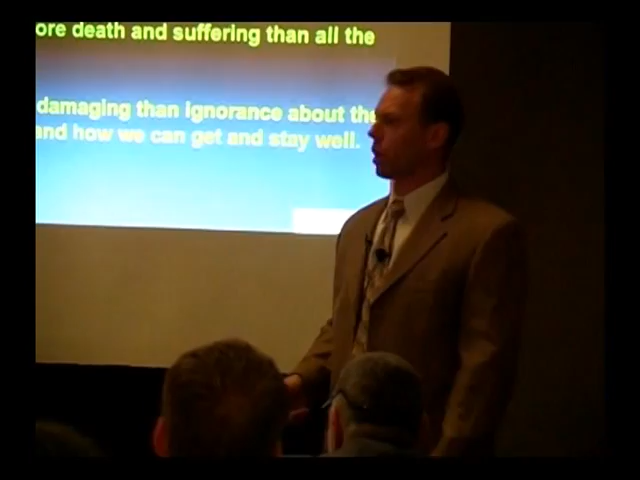 ore death and suffering than all the
damaging than ignorance about the
and how we can get and stay well.